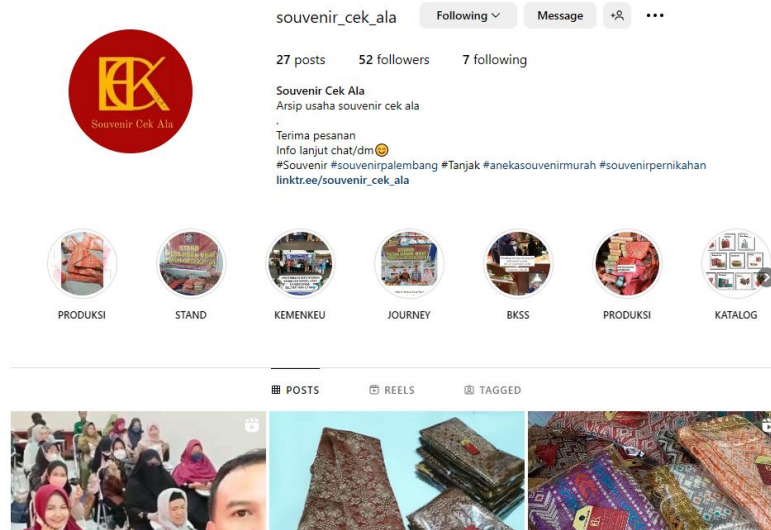 souvenir_cek_ala Following Message
27 posts 52 followers 7 following
Souvenir Cek Ala
Arsip usaha souvenir cek ala
.
Terima pesanan
Info lanjut chat/dm😊
#Souvenir #souvenirpalembang #Tanjak #anekasouvenirmurah #souvenirpernikahan
linktr.ee/souvenir_cek_ala
Souvenir Cek Ala
STAND
PRODUKSI STAND KEMENKEU JOURNEY BKSS PRODUKSI KATALOG
POSTS REELS TAGGED